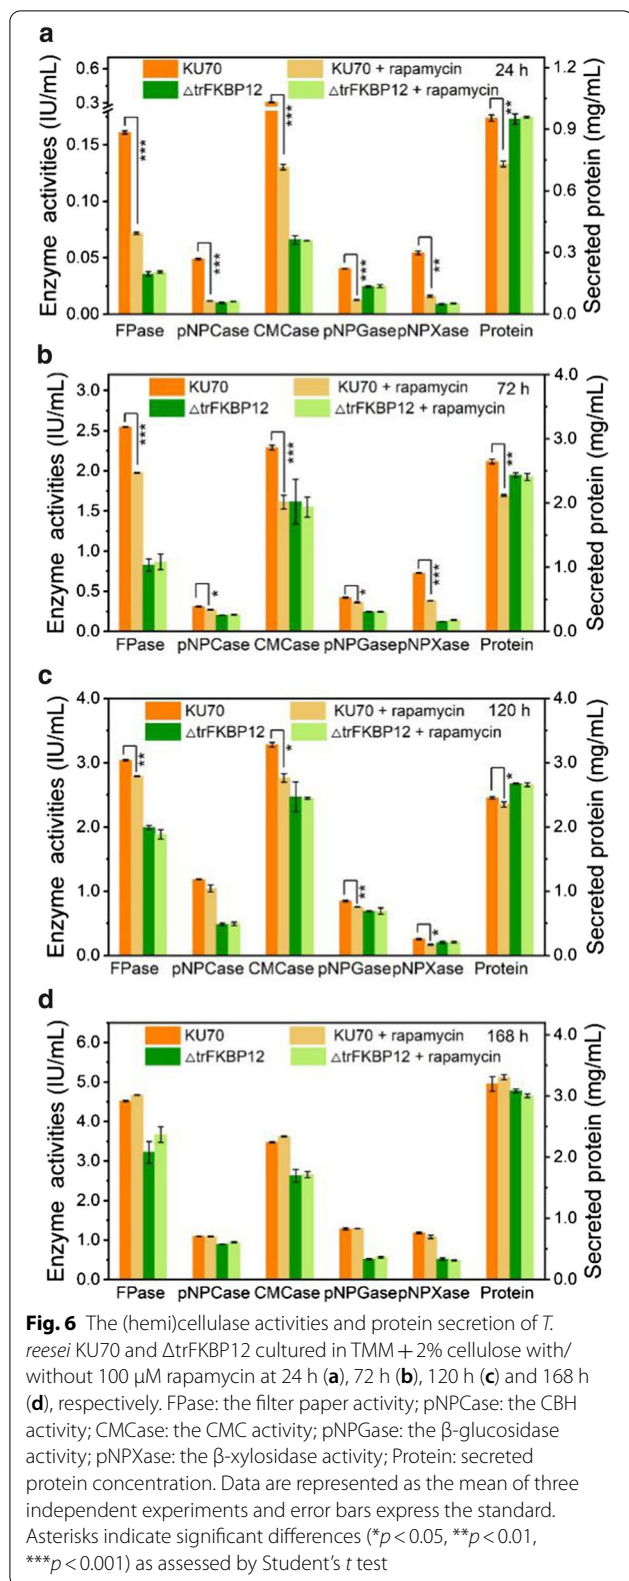 a
KU70
KU70 + rapamycin
24 h
△trFKBP12
△trFKBP12 + rapamycin
Enzyme activities (IU/mL)
0.6
0.3
0.15
0.10
0.05
0.00
***
***
***
***
**
**
1.2
0.9
0.6
0.3
0.0
Secreted protein (mg/mL)
FPase pNPCase CMCase pNPGase pNPXase Protein
b
KU70
KU70 + rapamycin
72 h
△trFKBP12
△trFKBP12 + rapamycin
Enzyme activities (IU/mL)
3.0
2.5
2.0
1.5
1.0
0.5
0.0
***
*
***
*
***
**
4.0
3.0
2.0
1.0
0.0
Secreted protein (mg/mL)
FPase pNPCase CMCase pNPGase pNPXase Protein
c
KU70
KU70 + rapamycin
120 h
△trFKBP12
△trFKBP12 + rapamycin
Enzyme activities (IU/mL)
4.0
3.0
2.0
1.0
0.0
**
*
**
*
*
4.0
3.0
2.0
1.0
0.0
Secreted protein (mg/mL)
FPase pNPCase CMCase pNPGase pNPXase Protein
d
KU70
KU70 + rapamycin
168 h
△trFKBP12
△trFKBP12 + rapamycin
Enzyme activities (IU/mL)
6.0
5.0
4.0
3.0
2.0
1.0
0.0
4.0
3.0
2.0
1.0
0.0
Secreted protein (mg/mL)
FPase pNPCase CMCase pNPGase pNPXase Protein
Fig. 6 The (hemi)cellulase activities and protein secretion of T.
reesei KU70 and ΔtrFKBP12 cultured in TMM + 2% cellulose with/
without 100 μM rapamycin at 24 h (a), 72 h (b), 120 h (c) and 168 h
(d), respectively. FPase: the filter paper activity; pNPCase: the CBH
activity; CMCase: the CMC activity; pNPGase: the β-glucosidase
activity; pNPXase: the β-xylosidase activity; Protein: secreted
protein concentration. Data are represented as the mean of three
independent experiments and error bars express the standard.
Asterisks indicate significant differences (*p < 0.05, **p < 0.01,
***p < 0.001) as assessed by Student's t test